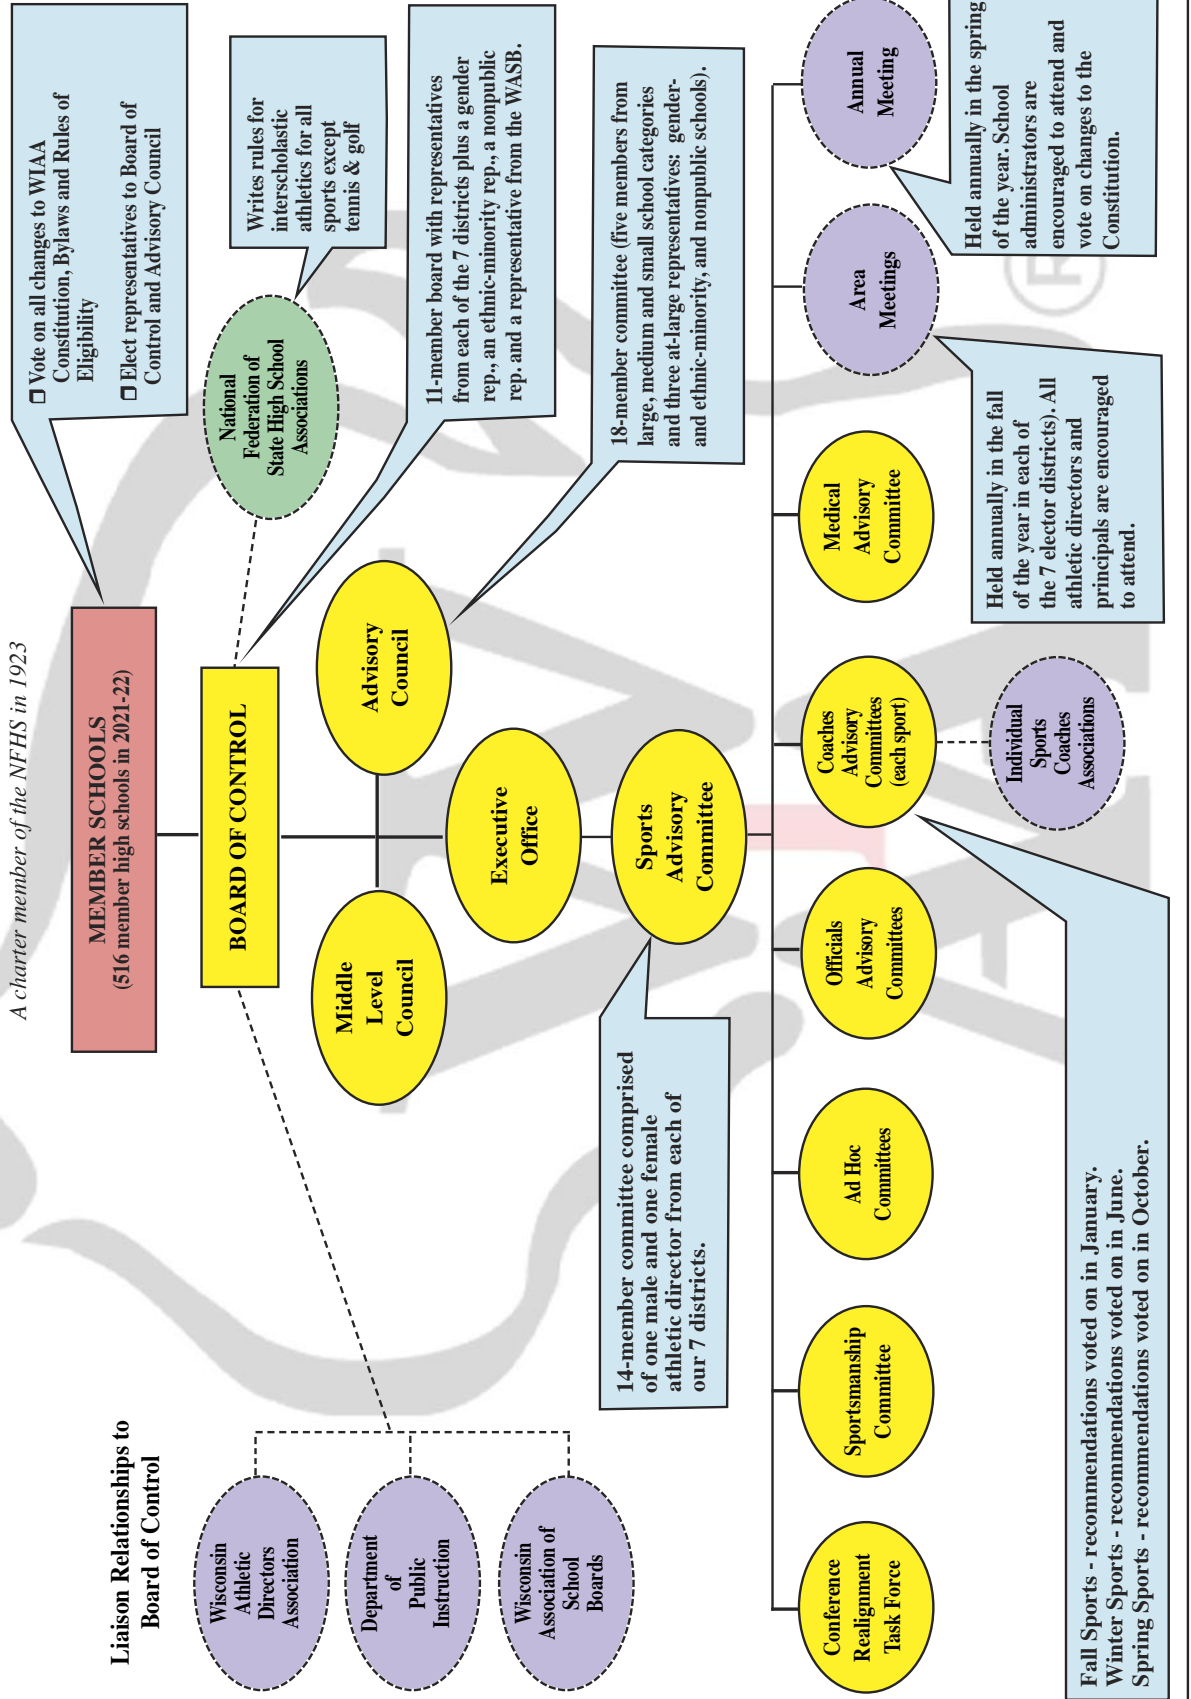 A charter member of the NFHS in 1923
MEMBER SCHOOLS
(516 member high schools in 2021-22)
❒ Vote on all changes to WIAA
Constitution, Bylaws and Rules of
Eligibility
❒ Elect representatives to Board of
Control and Advisory Council
Liaison Relationships to
Board of Control
BOARD OF CONTROL
National
Federation of
State High School
Associations
Writes rules for
interscholastic
athletics for all
sports except
tennis & golf
Wisconsin
Athletic
Directors
Association
Department
of
Public
Instruction
Wisconsin
Association of
School
Boards
Middle
Level
Council
Advisory
Council
11-member board with representatives
from each of the 7 districts plus a gender
rep., an ethnic-minority rep., a nonpublic
rep. and a representative from the WASB.
Executive
Office
18-member committee (five members from
large, medium and small school categories
and three at-large representatives: gender-
and ethnic-minority, and nonpublic schools).
14-member committee comprised
of one male and one female
athletic director from each of
our 7 districts.
Sports
Advisory
Committee
Conference
Realignment
Task Force
Sportsmanship
Committee
Ad Hoc
Committees
Officials
Advisory
Committees
Coaches
Advisory
Committees
(each sport)
Medical
Advisory
Committee
Area
Meetings
Annual
Meeting
Individual
Sports
Coaches
Associations
Held annually in the fall
of the year in each of
the 7 elector districts). All
athletic directors and
principals are encouraged
to attend.
Held annually in the spring
of the year. School
administrators are
encouraged to attend and
vote on changes to the
Constitution.
Fall Sports - recommendations voted on in January.
Winter Sports - recommendations voted on in June.
Spring Sports - recommendations voted on in October.
®